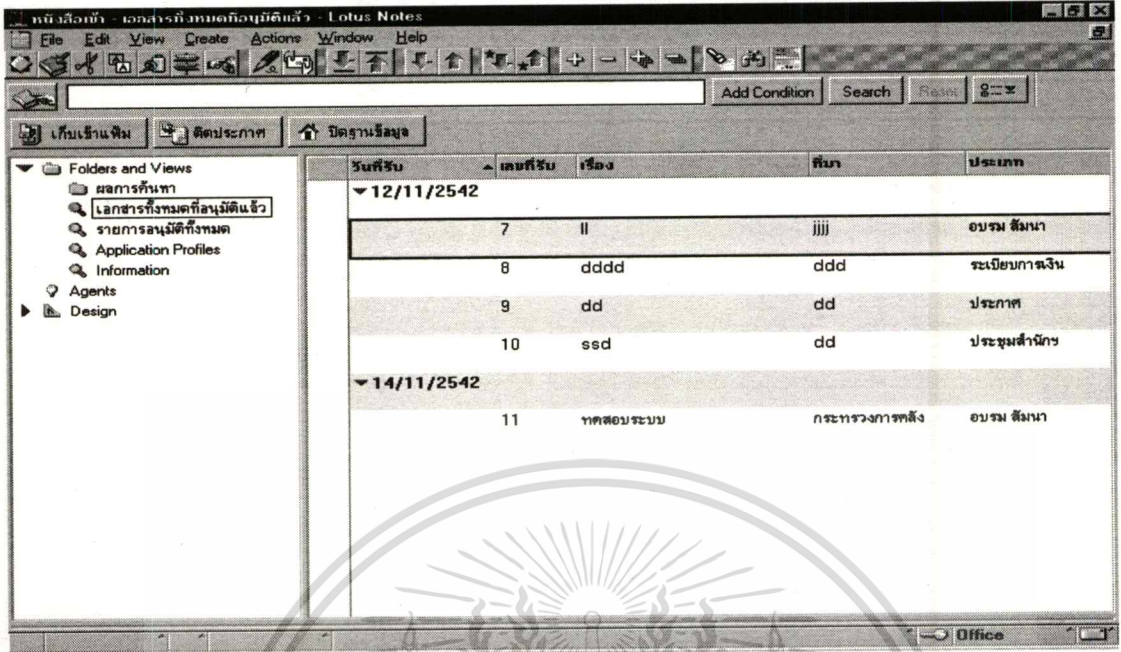 หนังสือเข้า - เอกสารทั้งหมดที่อนุมัติแล้ว - Lotus Notes
File Edit View Create Actions Window Help
Add Condition Search Reset
เก็บเข้าแฟ้ม ติดประกาศ ปิดฐานข้อมูล
Folders and Views
ผลการค้นหา
เอกสารทั้งหมดที่อนุมัติแล้ว
รายการอนุมัติทั้งหมด
Application Profiles
Information
Agents
Design
วันที่รับ เลขที่รับ เรื่อง ที่มา ประเภท
12/11/2542
7 ll jjjj อบรม สัมนา
8 dddd ddd ระเบียบการเงิน
9 dd dd ประกาศ
10 ssd dd ประชุมสำนักฯ
14/11/2542
11 ทดสอบระบบ กระทรวงการคลัง อบรม สัมนา
Office